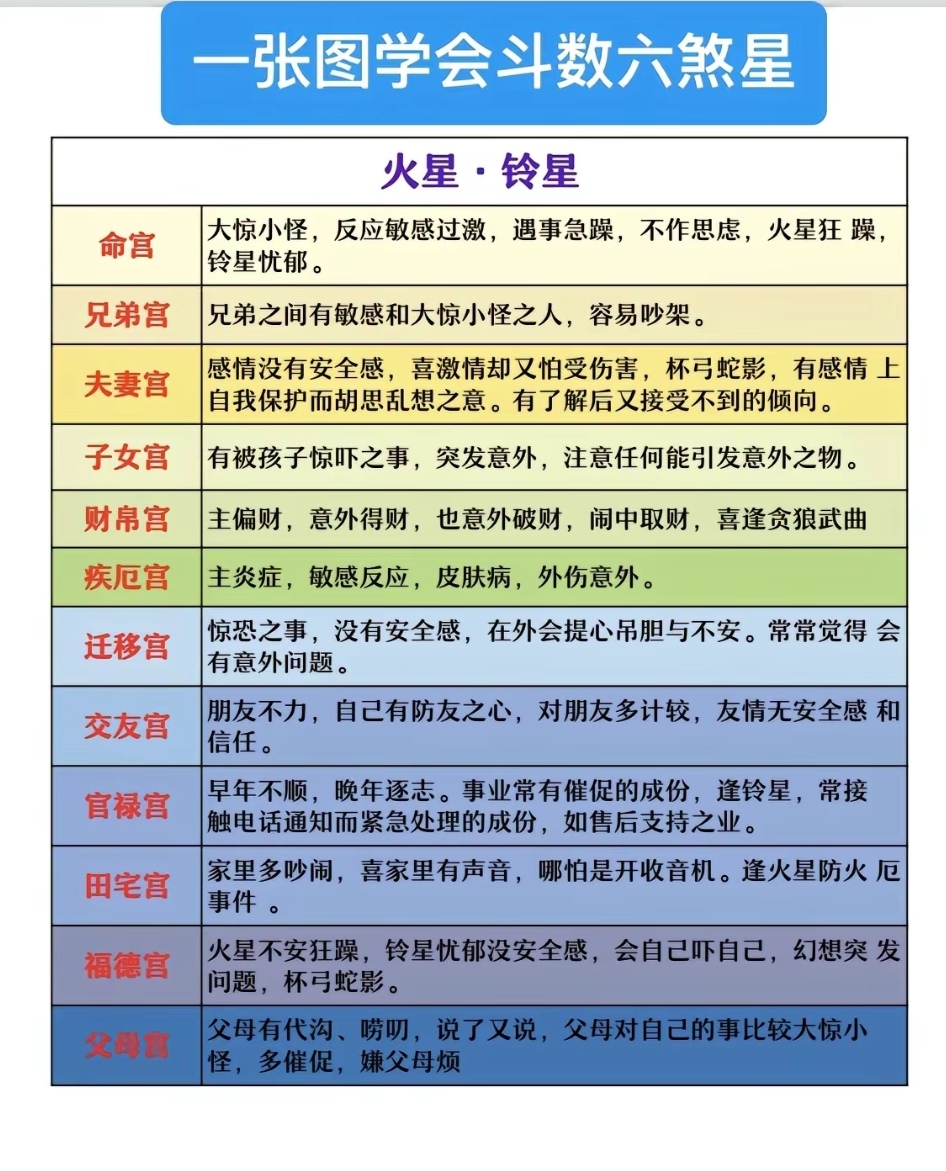 一张图学会斗数六煞星
火星·铃星
命宫
大惊小怪，反应敏感过激，遇事急躁，不作思虑，火星狂 躁，
铃星忧郁。
兄弟宫
兄弟之间有敏感和大惊小怪之人，容易吵架。
夫妻宫
感情没有安全感，喜激情却又怕受伤害，杯弓蛇影，有感情 上
自我保护而胡思乱想之意。有了解后又接受不到的倾向。
子女宫
有被孩子惊吓之事，突发意外，注意任何能引发意外之物。
财帛宫
主偏财，意外得财，也意外破财，闹中取财，喜逢贪狼武曲
疾厄宫
主炎症，敏感反应，皮肤病，外伤意外。
迁移宫
惊恐之事，没有安全感，在外会提心吊胆与不安。常常觉得 会
有意外问题。
交友宫
朋友不力，自己有防友之心，对朋友多计较，友情无安全感 和
信任。
官禄宫
早年不顺，晚年逐志。事业常有催促的成份，逢铃星，常接
触电话通知而紧急处理的成份，如售后支持之业。
田宅宫
家里多吵闹，喜家里有声音，哪怕是开收音机。逢火星防火 厄
事件 。
福德宫
火星不安狂躁，铃星忧郁没安全感，会自己吓自己，幻想突 发
问题，杯弓蛇影。
父母宫
父母有代沟、唠叨，说了又说，父母对自己的事比较大惊小
怪，多催促，嫌父母烦